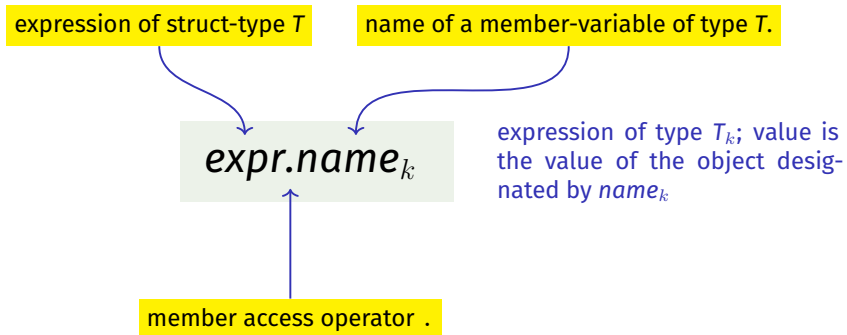 expression of struct-type T
name of a member-variable of type T.
expr.nameₖ
expression of type Tₖ; value is
the value of the object desig-
nated by nameₖ
member access operator .